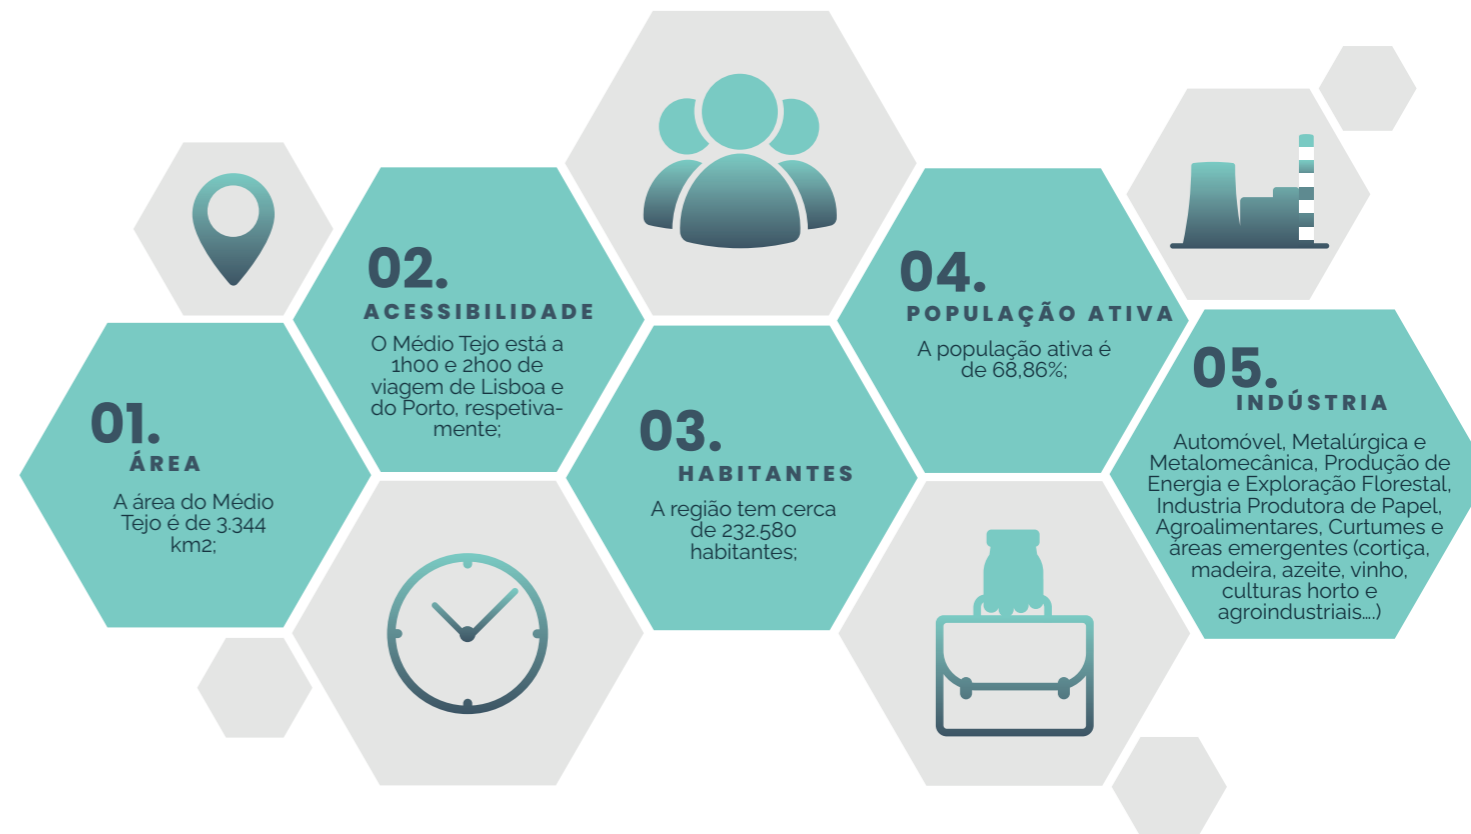 01.
ÁREA
A área do Médio
Tejo é de 3.344
km2;
02.
ACESSIBILIDADE
O Médio Tejo está a
1h00 e 2h00 de
viagem de Lisboa e
do Porto, respetiva-
mente;
03.
HABITANTES
A região tem cerca
de 232.580
habitantes;
04.
POPULAÇÃO ATIVA
A população ativa é
de 68,86%;
05.
INDÚSTRIA
Automóvel, Metalúrgica e
Metalomecânica, Produção de
Energia e Exploração Florestal,
Industria Produtora de Papel,
Agroalimentares, Curtumes e
áreas emergentes (cortiça,
madeira, azeite, vinho,
culturas horto e
agroindustriais....)